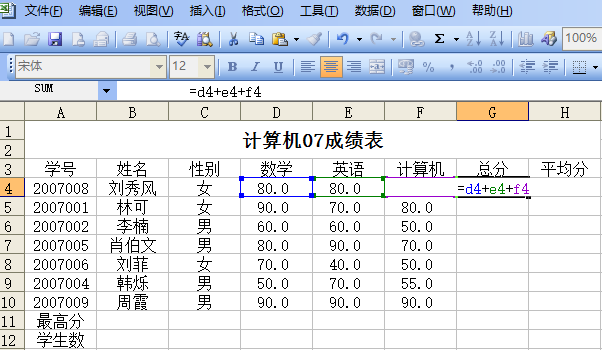 文件(F) 编辑(E) 视图(V) 插入(I) 格式(O) 工具(T) 数据(D) 窗口(W) 帮助(H)
Σ 100%
宋体 12 B I U % ,
SUM =d4+e4+f4
A B C D E F G H
1 计算机07成绩表
2
3 学号 姓名 性别 数学 英语 计算机 总分 平均分
4 2007008 刘秀风 女 80.0 80.0 =d4+e4+f4
5 2007001 林可 女 90.0 70.0 80.0
6 2007002 李楠 男 60.0 60.0 50.0
7 2007005 肖伯文 男 80.0 90.0 70.0
8 2007006 刘菲 女 70.0 40.0 50.0
9 2007004 韩烁 男 50.0 70.0 55.0
10 2007009 周霞 男 90.0 90.0 90.0
11 最高分
12 学生数